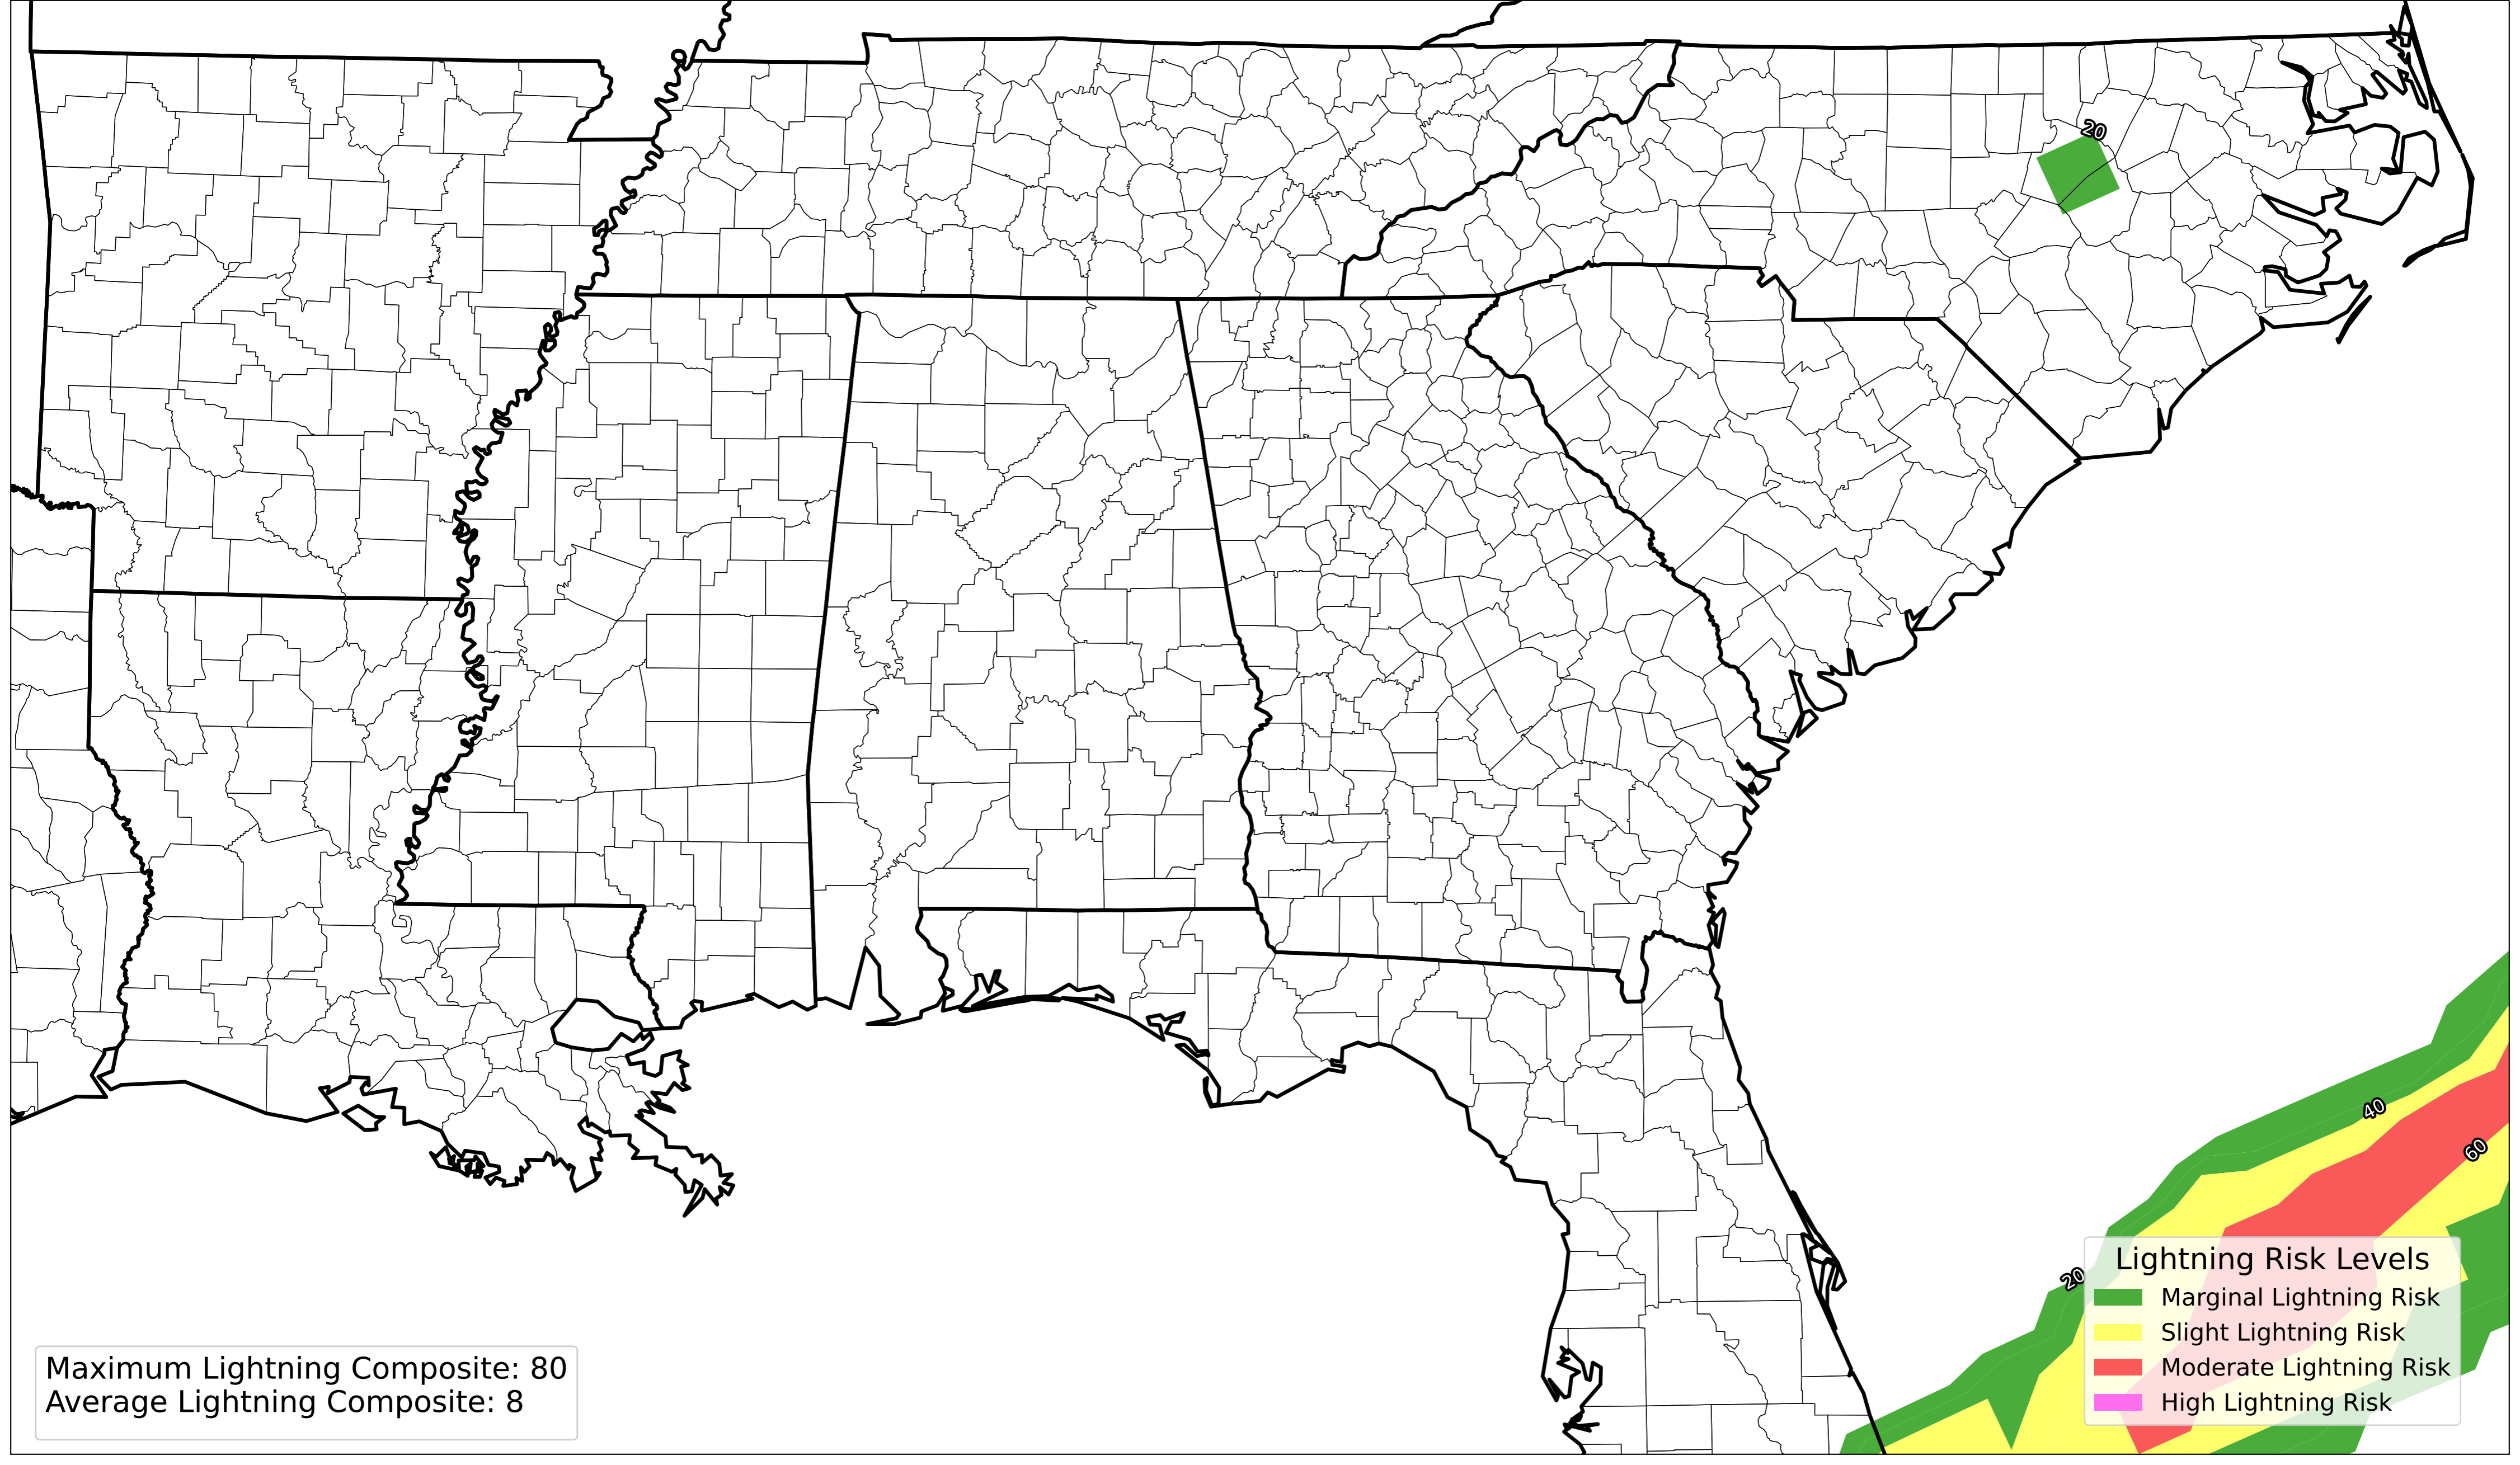 20
40
60
20
Lightning Risk Levels
Marginal Lightning Risk
Slight Lightning Risk
Moderate Lightning Risk
High Lightning Risk
Maximum Lightning Composite: 80
Average Lightning Composite: 8